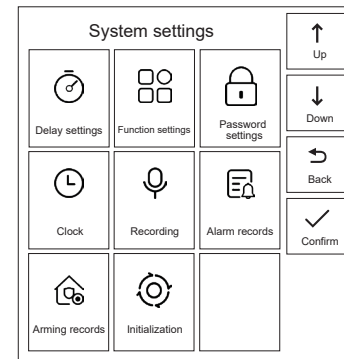 System settings
Up
Delay settings
Function settings
Password
settings
Down
Clock
Recording
Alarm records
Back
Confirm
Arming records
Initialization